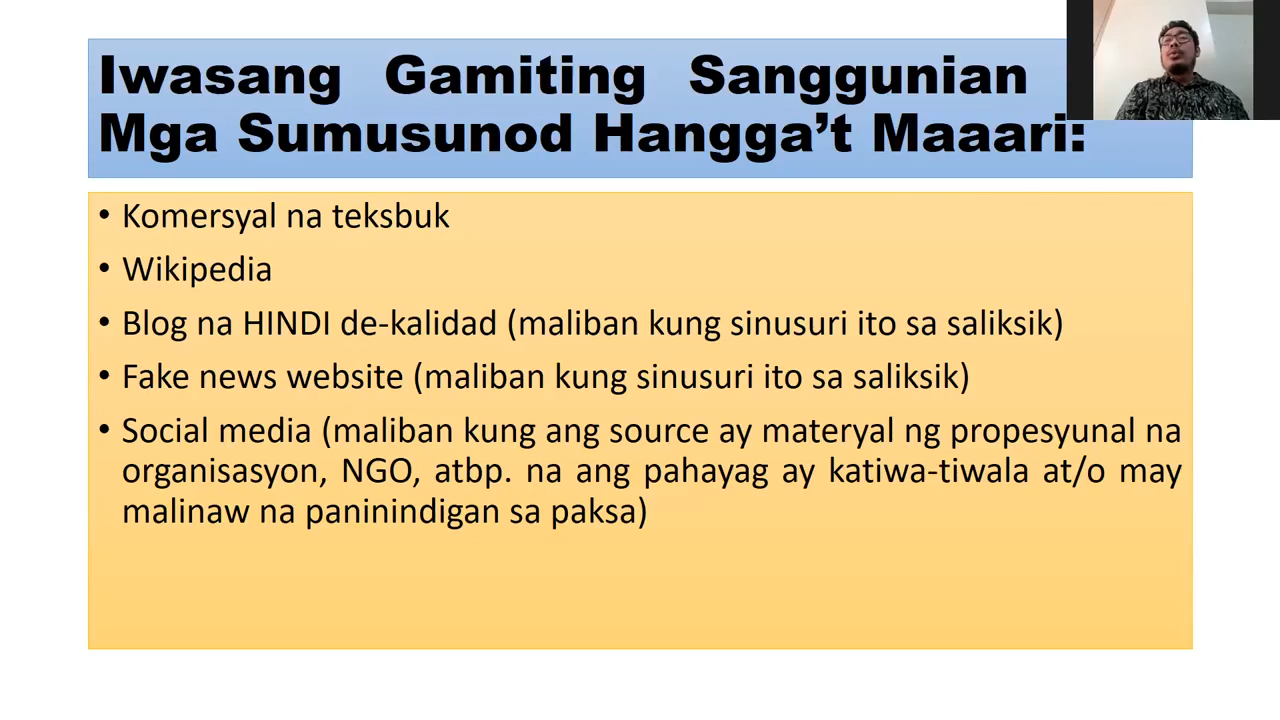 Iwasang Gamiting Sanggunian
Mga Sumusunod Hangga’t Maaari:
• Komersyal na teksbuk
• Wikipedia
• Blog na HINDI de-kalidad (maliban kung sinusuri ito sa saliksik)
• Fake news website (maliban kung sinusuri ito sa saliksik)
• Social media (maliban kung ang source ay materyal ng propesyunal na
organisasyon, NGO, atbp. na ang pahayag ay katiwa-tiwala at/o may
malinaw na paninindigan sa paksa)